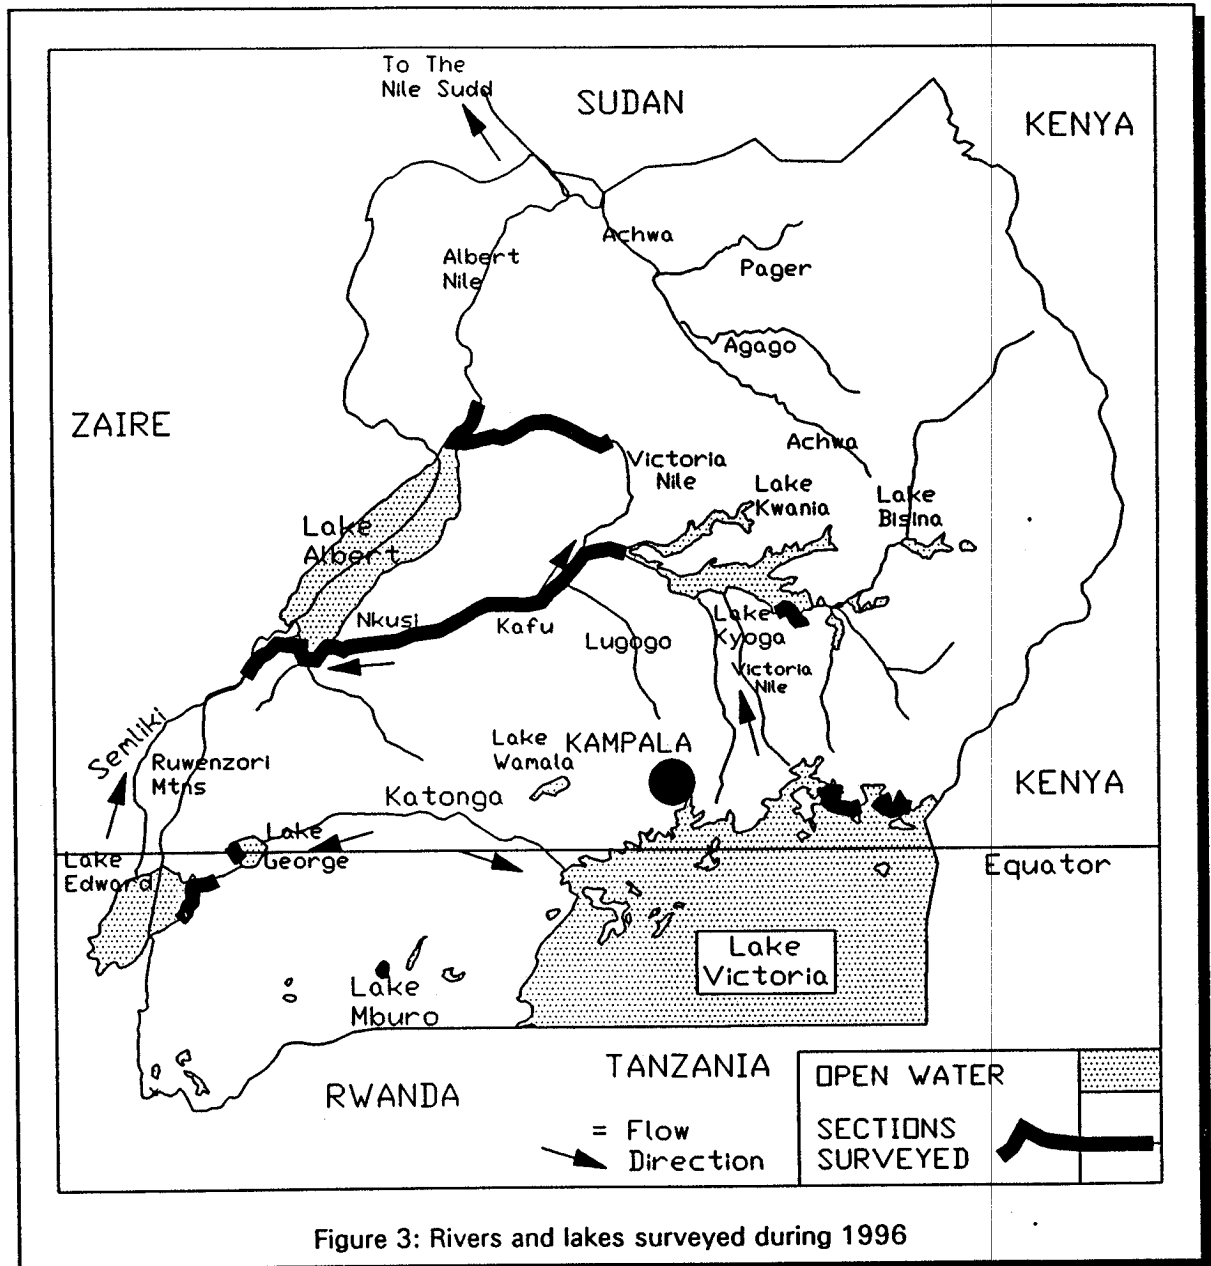 To The
Nile Sudd
SUDAN
KENYA
Achwa
Albert
Nile
Pager
Agago
ZAIRE
Achwa
Victoria
Nile
Lake
Kwania
Lake
Bisina
Lake
Albert
Nkusi
Kafu
Lugogo
Lake
Kyoga
Victoria
Nile
Semliki
Ruwenzori
Mtns
Lake
Wamala
KAMPALA
KENYA
Katonga
Lake
George
Lake
Edward
Equator
Lake
Victoria
Lake
Mburo
TANZANIA
RWANDA
= Flow
Direction
OPEN WATER
SECTIONS
SURVEYED
Figure 3: Rivers and lakes surveyed during 1996